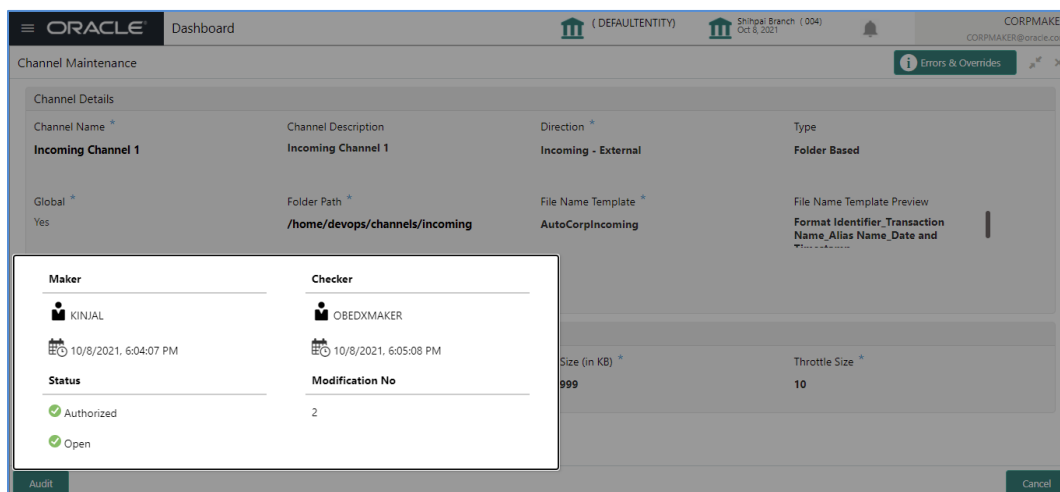 ORACLE Dashboard ( DEFAULTENTITY) Shihpai Branch ( 004) CORPMAKE
Oct 8, 2021 CORPMAKER@oracle.co
Channel Maintenance Errors & Overrides
Channel Details
Channel Name * Channel Description Direction * Type
Incoming Channel 1 Incoming Channel 1 Incoming - External Folder Based
Global * Folder Path * File Name Template * File Name Template Preview
Yes /home/devops/channels/incoming AutoCorpIncoming Format Identifier_Transaction
Name_Alias Name_Date and
Timestamp
Maker Checker
KINJAL OBEDXMAKER
10/8/2021, 6:04:07 PM 10/8/2021, 6:05:08 PM
Size (in KB) * Throttle Size *
Status Modification No
999 10
Authorized 2
Open
Audit Cancel